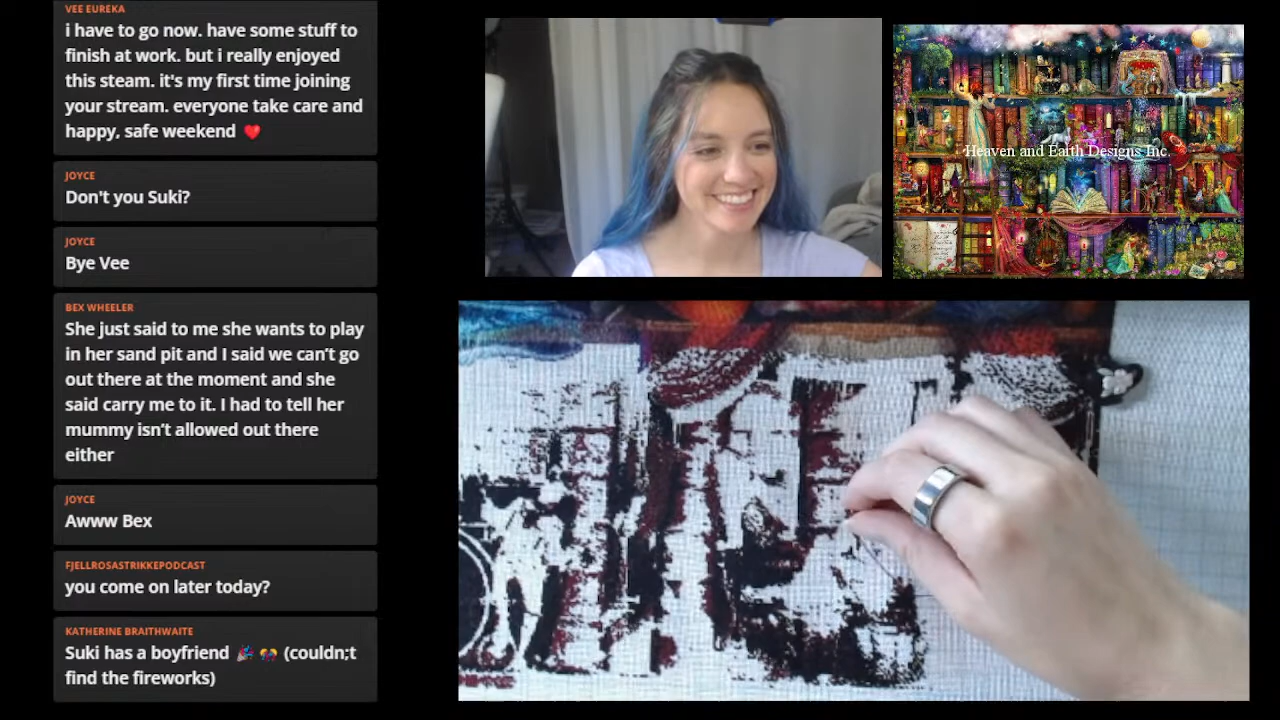 VEE EUREKA
i have to go now. have some stuff to
finish at work. but i really enjoyed
this steam. it's my first time joining
your stream. everyone take care and
happy, safe weekend ❤️
JOYCE
Don't you Suki?
JOYCE
Bye Vee
BEX WHEELER
She just said to me she wants to play
in her sand pit and I said we can't go
out there at the moment and she
said carry me to it. I had to tell her
mummy isn't allowed out there
either
JOYCE
Awww Bex
FJELLROSASTRIKKEPODCAST
you come on later today?
KATHERINE BRAITHWAITE
Suki has a boyfriend 🎉 🎊 (couldn;t
find the fireworks)
Heaven and Earth Designs Inc